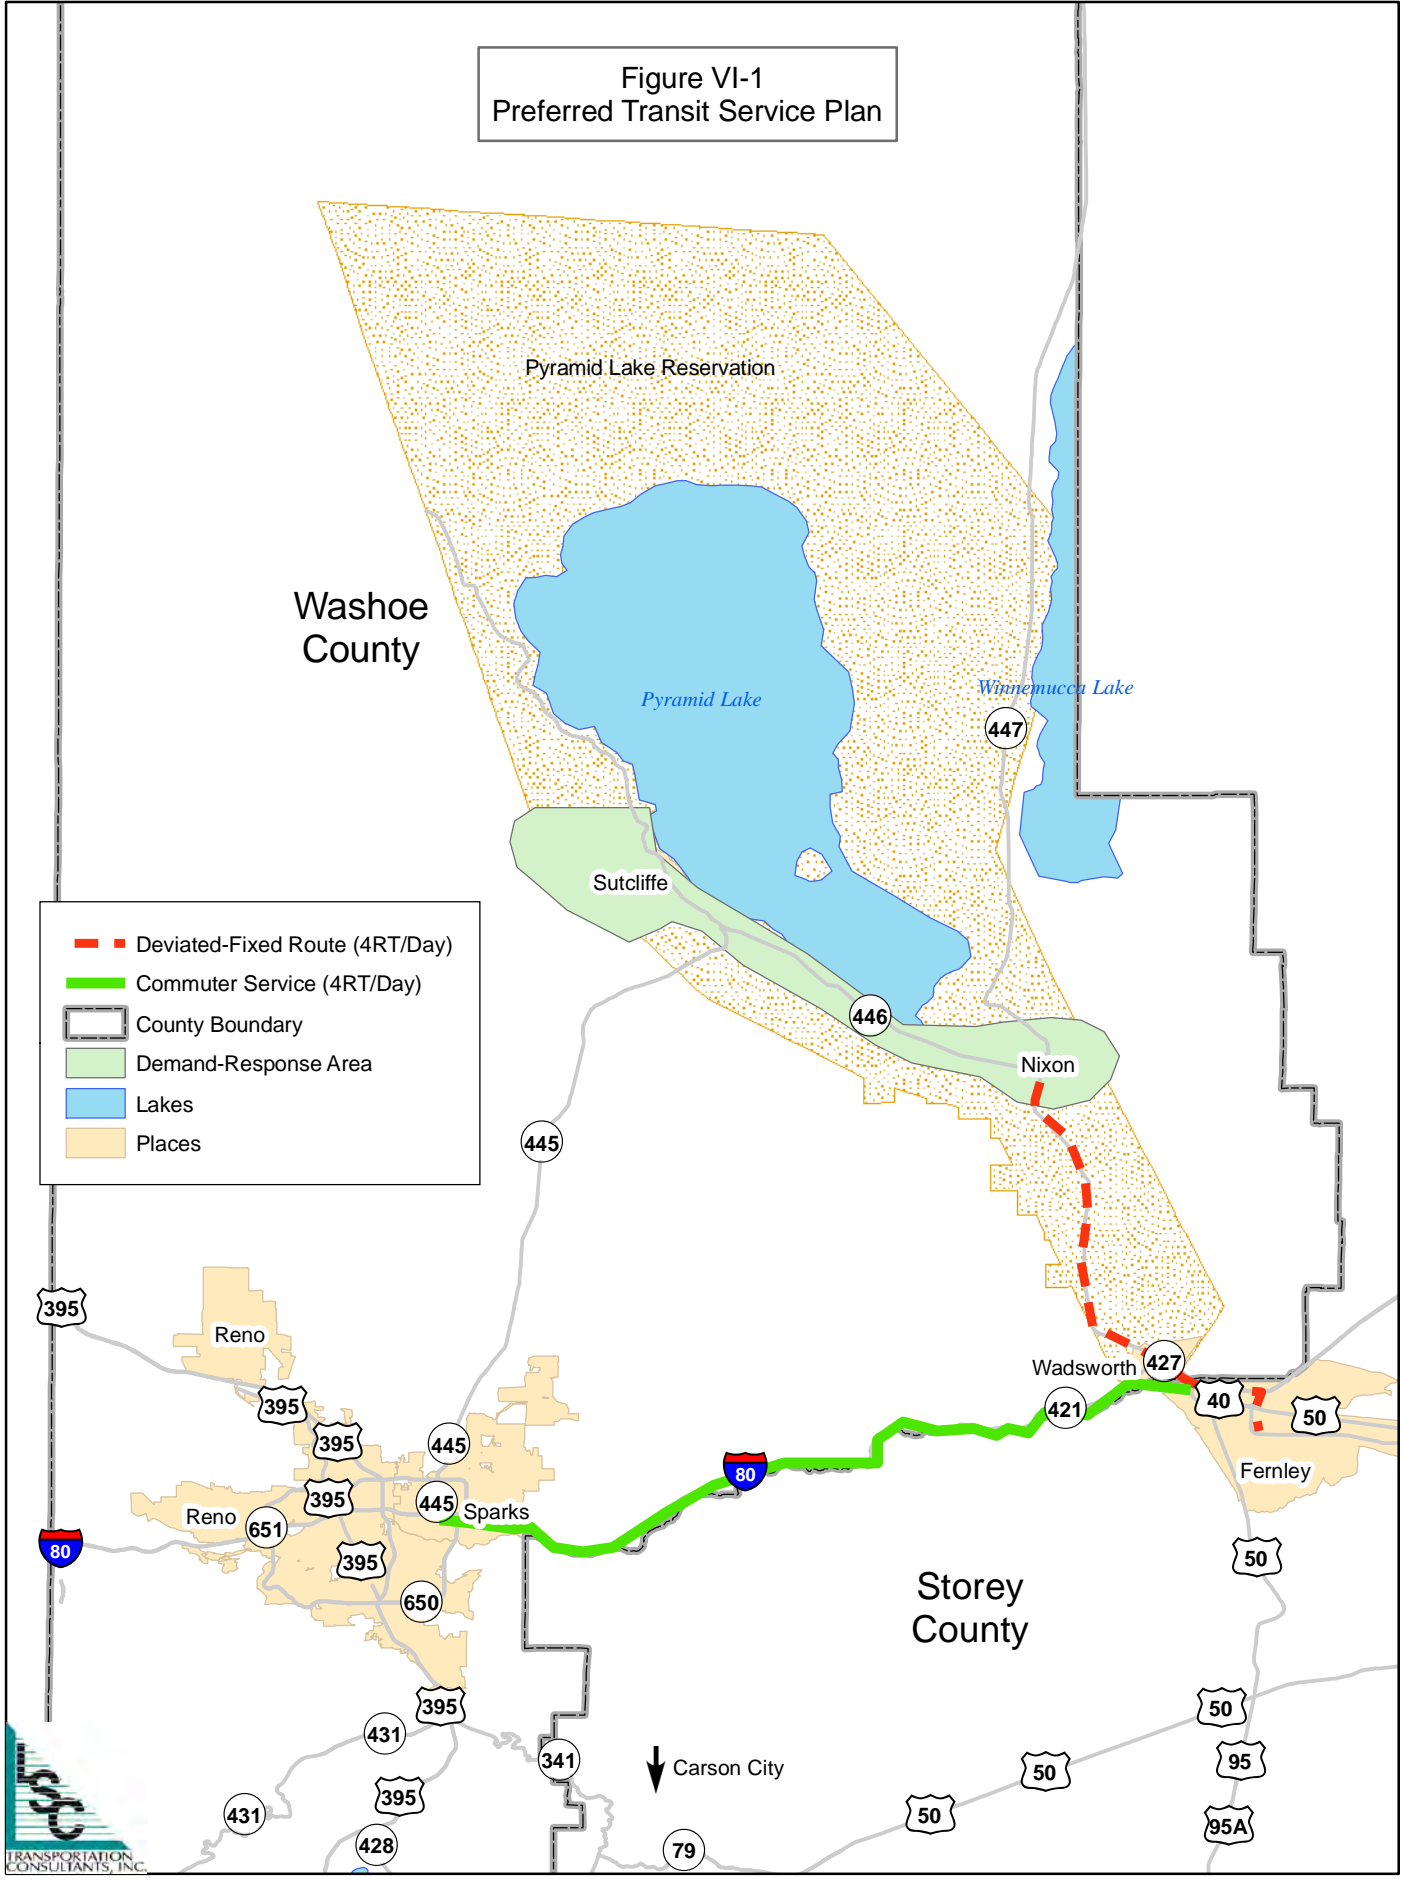 Figure VI-1
Preferred Transit Service Plan
Pyramid Lake Reservation
Washoe
County
Pyramid Lake
Winnemucca Lake
447
Sutcliffe
Deviated-Fixed Route (4RT/Day)
Commuter Service (4RT/Day)
County Boundary
Demand-Response Area
Lakes
Places
446
Nixon
445
395
Reno
Wadsworth
427
395
40
50
421
395
445
80
Fernley
395
445
Sparks
Reno
651
80
395
50
650
Storey
County
395
50
431
341
95
Carson City
50
395
431
50
95A
428
79
LSC
TRANSPORTATION
CONSULTANTS, INC.